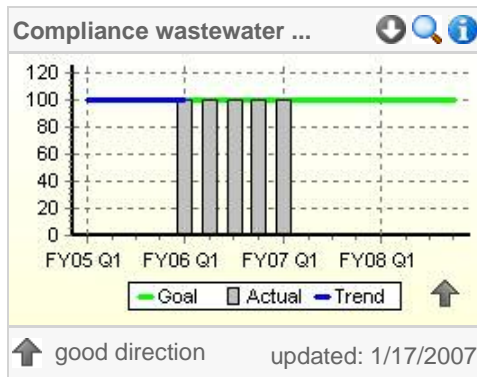 Compliance wastewater ...
120
100
80
60
40
20
0
FY05 Q1 FY06 Q1 FY07 Q1 FY08 Q1
Goal Actual Trend
good direction updated: 1/17/2007